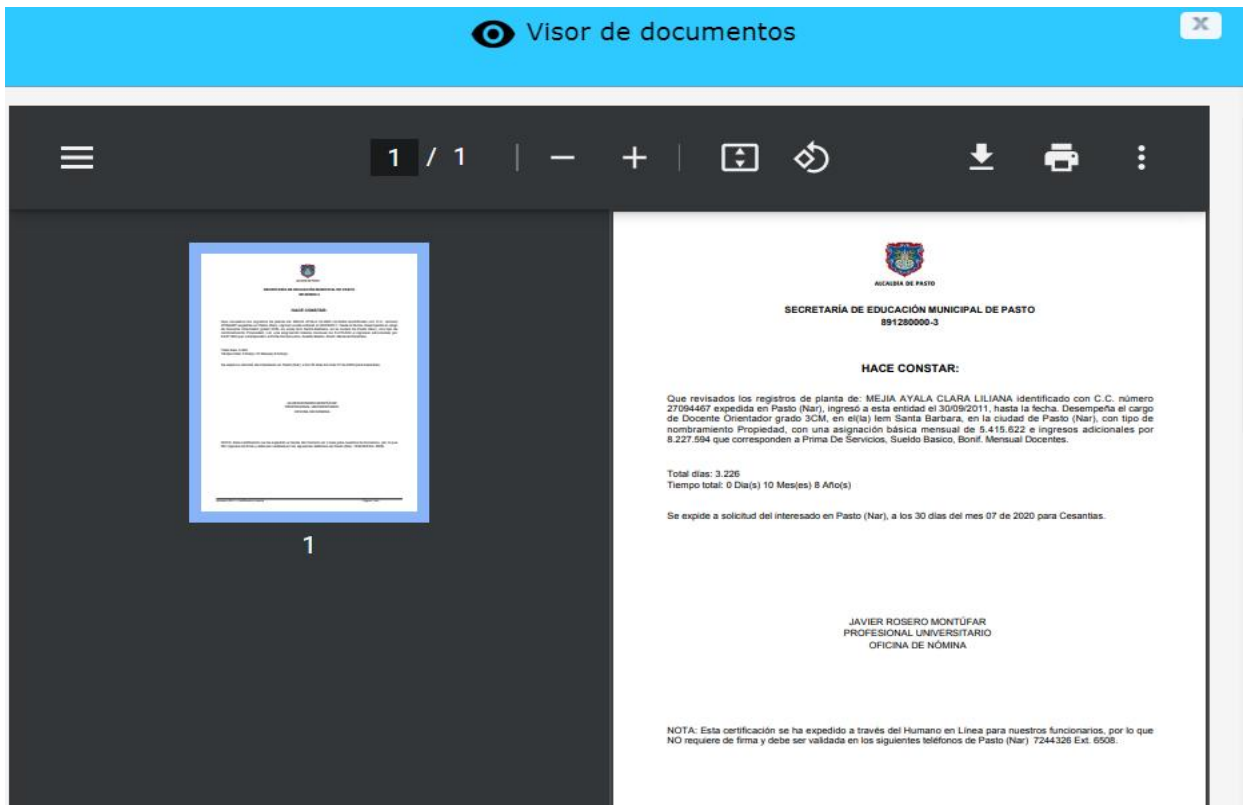 Visor de documentos
X
1 / 1
1
ALCALDÍA DE PASTO
SECRETARÍA DE EDUCACIÓN MUNICIPAL DE PASTO
891280000-3
HACE CONSTAR:
Que revisados los registros de planta de: MEJIA AYALA CLARA LILIANA identificado con C.C. número
27094467 expedida en Pasto (Nar), ingresó a esta entidad el 30/09/2011, hasta la fecha. Desempeña el cargo
de Docente Orientador grado 3CM, en el(la) Iem Santa Barbara, en la ciudad de Pasto (Nar), con tipo de
nombramiento Propiedad, con una asignación básica mensual de 5.415.622 e ingresos adicionales por
8.227.594 que corresponden a Prima De Servicios, Sueldo Basico, Bonif. Mensual Docentes.
Total días: 3.226
Tiempo total: 0 Dia(s) 10 Mes(es) 8 Año(s)
Se expide a solicitud del interesado en Pasto (Nar), a los 30 días del mes 07 de 2020 para Cesantias.
JAVIER ROSERO MONTÚFAR
PROFESIONAL UNIVERSITARIO
OFICINA DE NÓMINA
NOTA: Esta certificación se ha expedido a través del Humano en Línea para nuestros funcionarios, por lo que
NO requiere de firma y debe ser validada en los siguientes teléfonos de Pasto (Nar) 7244326 Ext. 6508.